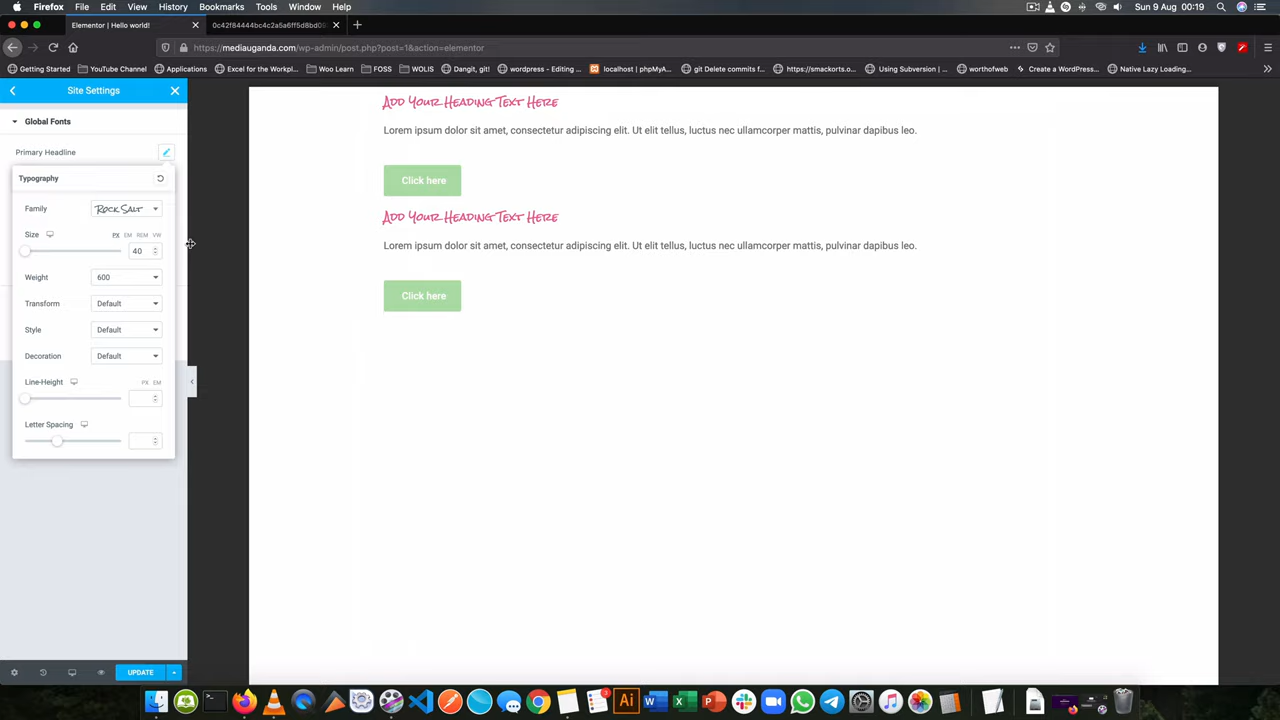 Firefox File Edit View History Bookmarks Tools Window Help Sun 9 Aug 00:19
Elementor | Hello world!
0c42f84444bc4c2a5a6ff5d8bd09
https://mediauganda.com/wp-admin/post.php?post=1&action=elementor
Getting Started YouTube Channel Applications Excel for the Workpl... Woo Learn FOSS WOLIS Dangit, git! wordpress - Editing ... localhost | phpMyA... git Delete commits f... https://smackorts.o... Using Subversion | ... worthofweb Create a WordPress... Native Lazy Loading...
Site Settings
Global Fonts
Primary Headline
Typography
Family Rock Salt
Size PX EM REM VW
40
Weight 600
Transform Default
Style Default
Decoration Default
Line-Height PX EM
Letter Spacing
UPDATE
Add Your Heading Text Here
Lorem ipsum dolor sit amet, consectetur adipiscing elit. Ut elit tellus, luctus nec ullamcorper mattis, pulvinar dapibus leo.
Click here
Add Your Heading Text Here
Lorem ipsum dolor sit amet, consectetur adipiscing elit. Ut elit tellus, luctus nec ullamcorper mattis, pulvinar dapibus leo.
Click here
3
Ai